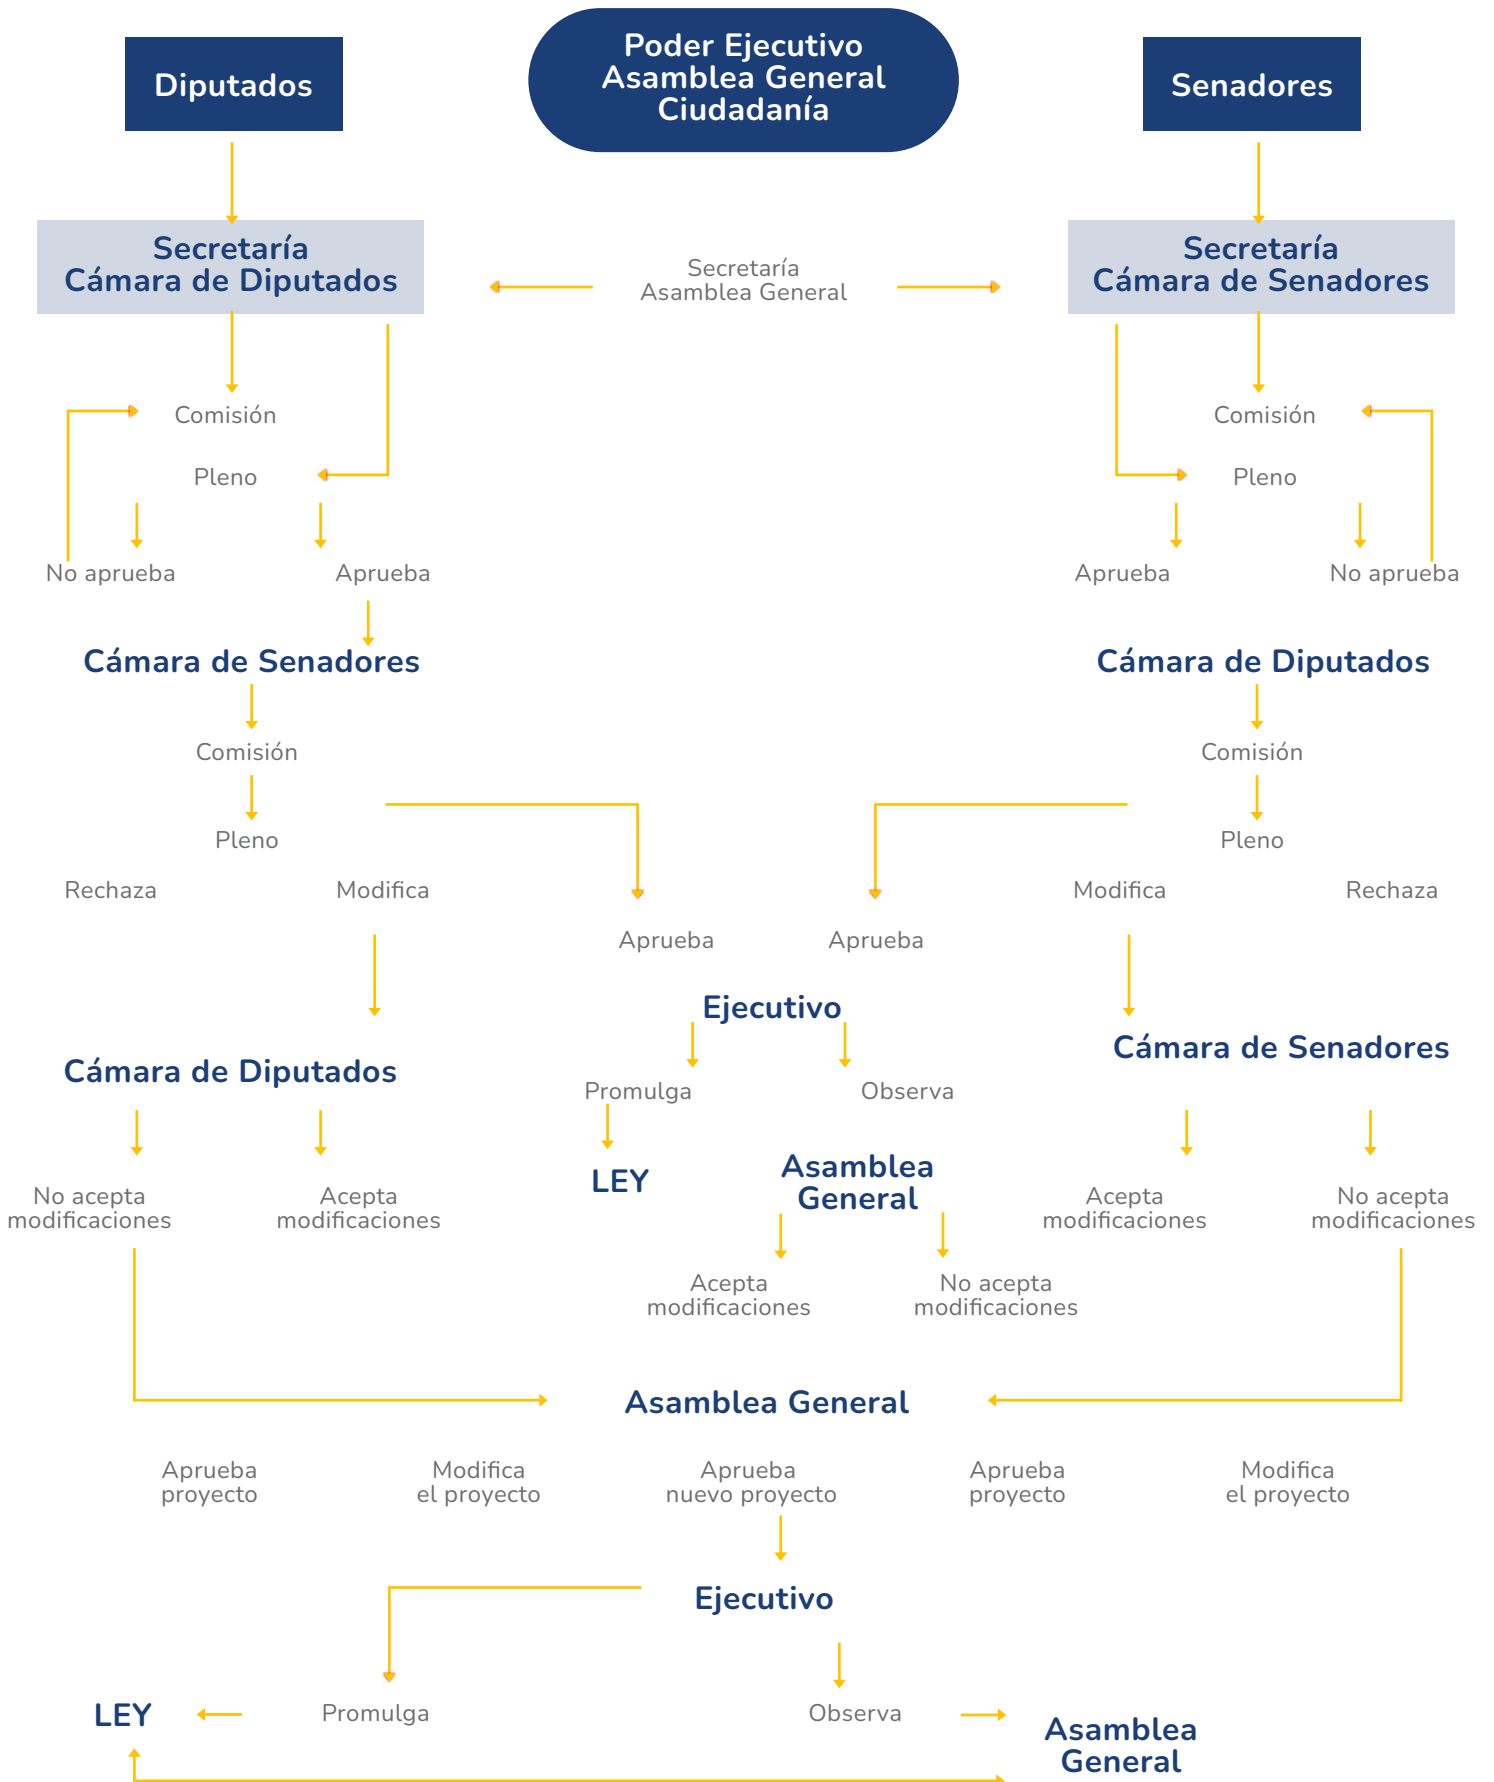 Diputados
Poder Ejecutivo
Asamblea General
Ciudadanía
Senadores
Secretaría
Cámara de Diputados
Secretaría
Asamblea General
Secretaría
Cámara de Senadores
Comisión
Comisión
Pleno
Pleno
No aprueba
Aprueba
Aprueba
No aprueba
Cámara de Senadores
Cámara de Diputados
Comisión
Comisión
Pleno
Pleno
Rechaza
Modifica
Modifica
Rechaza
Aprueba
Aprueba
Ejecutivo
Cámara de Diputados
Cámara de Senadores
Promulga
Observa
LEY
Asamblea
General
No acepta
modificaciones
Acepta
modificaciones
Acepta
modificaciones
No acepta
modificaciones
Acepta
modificaciones
No acepta
modificaciones
Asamblea General
Aprueba
proyecto
Modifica
el proyecto
Aprueba
nuevo proyecto
Aprueba
proyecto
Modifica
el proyecto
Ejecutivo
LEY
Promulga
Observa
Asamblea
General